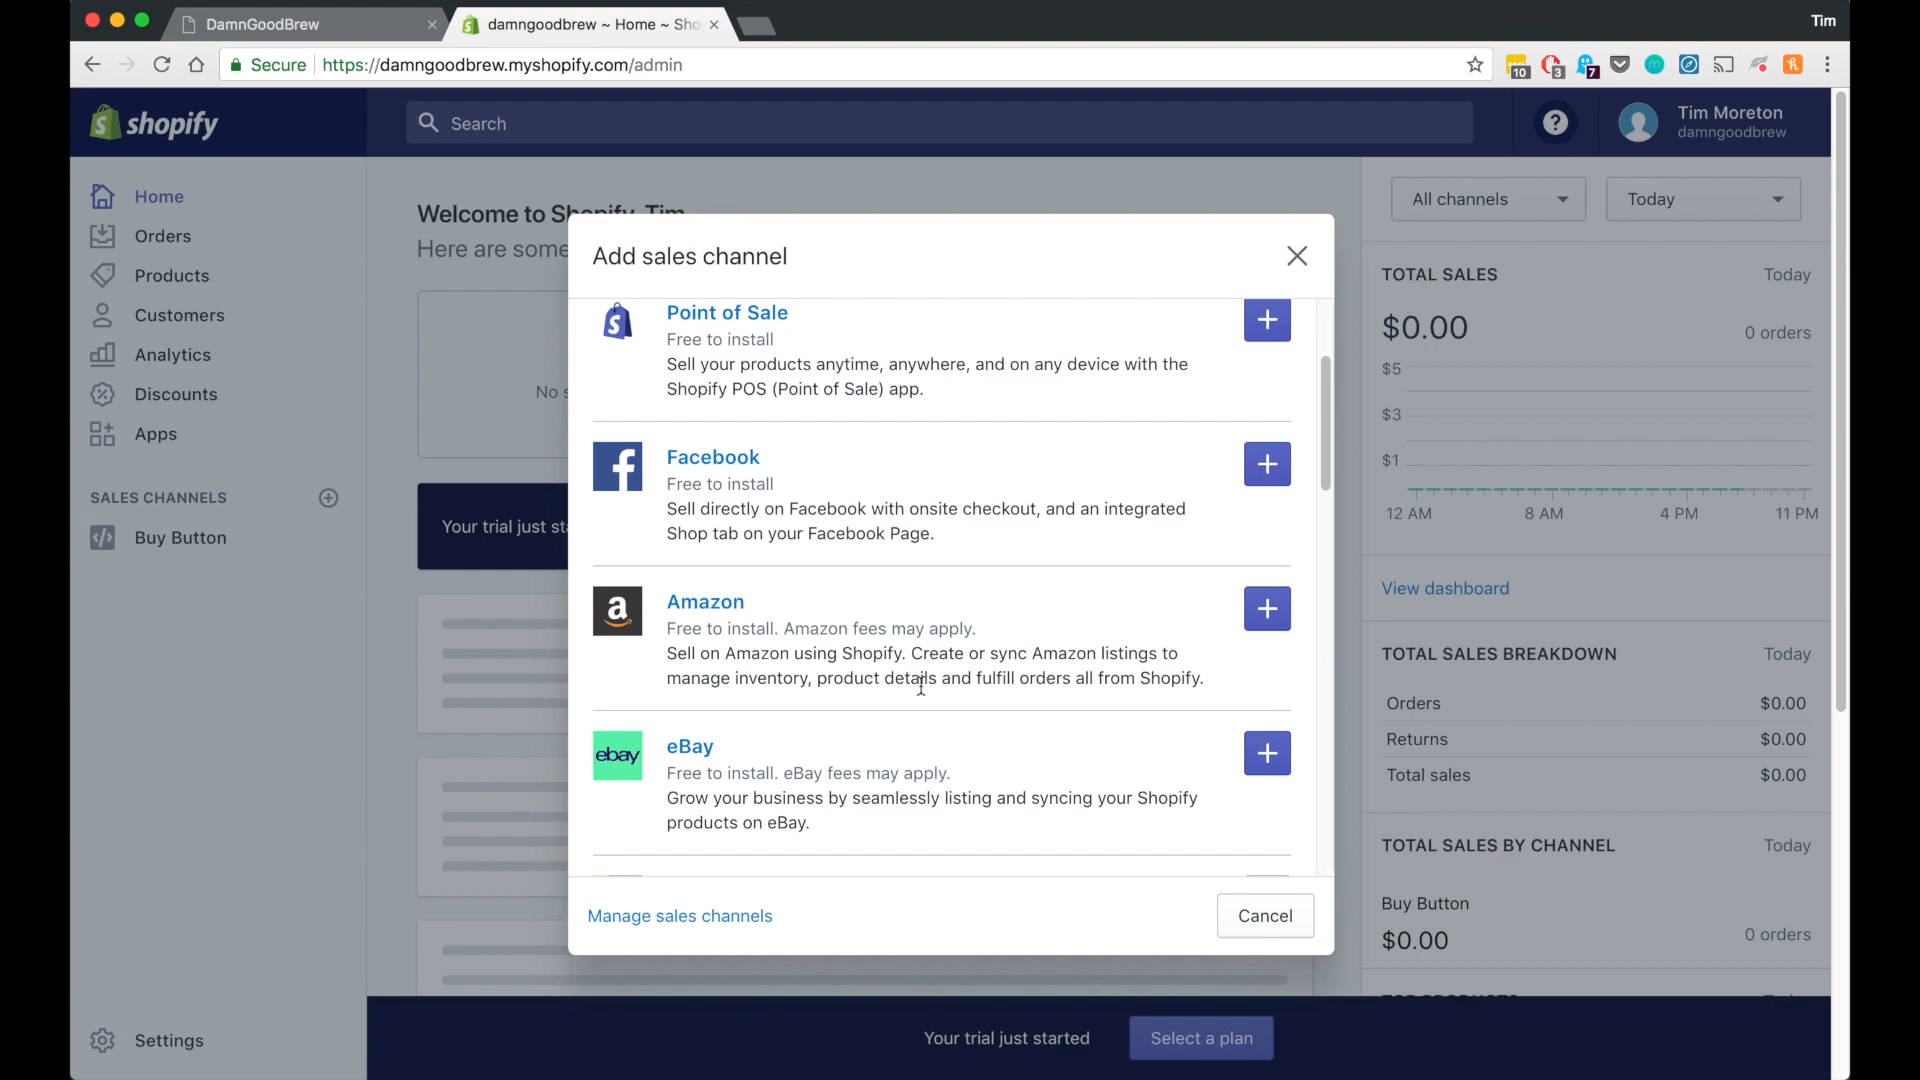 DamnGoodBrew
damngoodbrew ~ Home ~ Sho
Tim
Secure
https://damngoodbrew.myshopify.com/admin
10
3
7
shopify
Search
?
Tim Moreton
damngoodbrew
Home
Orders
Products
Customers
Analytics
Discounts
Apps
SALES CHANNELS
Buy Button
Settings
Welcome to Shopify, Tim
Here are some
No s
Your trial just st
Add sales channel
Point of Sale
Free to install
Sell your products anytime, anywhere, and on any device with the
Shopify POS (Point of Sale) app.
Facebook
Free to install
Sell directly on Facebook with onsite checkout, and an integrated
Shop tab on your Facebook Page.
Amazon
Free to install. Amazon fees may apply.
Sell on Amazon using Shopify. Create or sync Amazon listings to
manage inventory, product details and fulfill orders all from Shopify.
ebay
eBay
Free to install. eBay fees may apply.
Grow your business by seamlessly listing and syncing your Shopify
products on eBay.
Manage sales channels
Cancel
All channels
Today
TOTAL SALES
Today
$0.00
0 orders
$5
$3
$1
12 AM
8 AM
4 PM
11 PM
View dashboard
TOTAL SALES BREAKDOWN
Today
Orders
$0.00
Returns
$0.00
Total sales
$0.00
TOTAL SALES BY CHANNEL
Today
Buy Button
$0.00
0 orders
Your trial just started
Select a plan